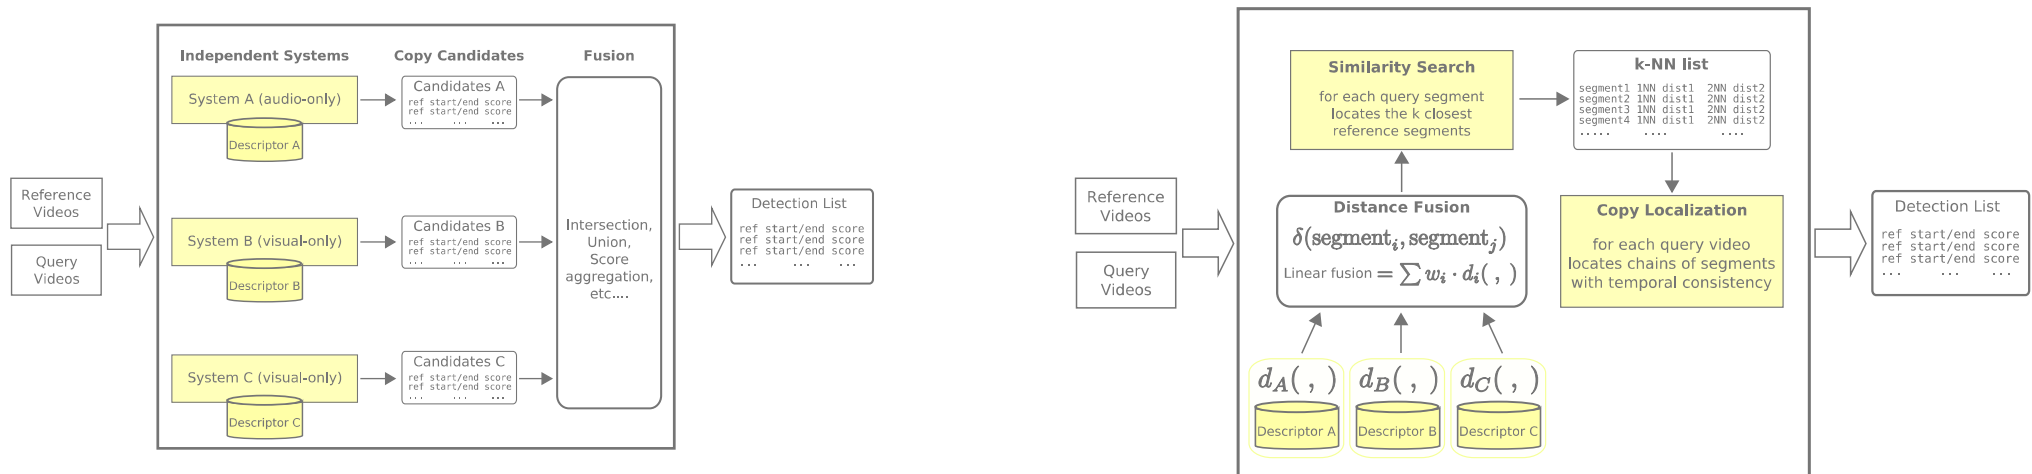 Reference
Videos
Query
Videos
Independent Systems
Copy Candidates
Fusion
System A (audio-only)
Descriptor A
Candidates A
ref start/end score
ref start/end score
... ... ...
System B (visual-only)
Descriptor B
Candidates B
ref start/end score
ref start/end score
... ... ...
System C (visual-only)
Descriptor C
Candidates C
ref start/end score
ref start/end score
... ... ...
Intersection,
Union,
Score
aggregation,
etc....
Detection List
ref start/end score
ref start/end score
ref start/end score
... ... ...
Reference
Videos
Query
Videos
Similarity Search
for each query segment
locates the k closest
reference segments
k-NN list
segment1 1NN dist1 2NN dist2
segment2 1NN dist1 2NN dist2
segment3 1NN dist1 2NN dist2
segment4 1NN dist1 2NN dist2
..... .... ....
Distance Fusion
δ(segment_i, segment_j)
Linear fusion = ∑ w_i · d_i( , )
d_A( , )
Descriptor A
d_B( , )
Descriptor B
d_C( , )
Descriptor C
Copy Localization
for each query video
locates chains of segments
with temporal consistency
Detection List
ref start/end score
ref start/end score
ref start/end score
... ... ...